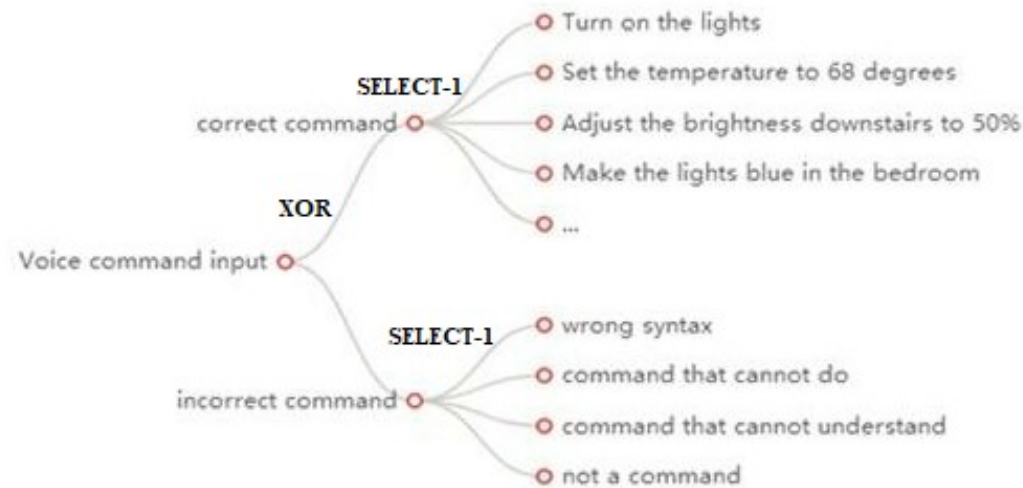 Turn on the lights
SELECT-1
Set the temperature to 68 degrees
correct command
Adjust the brightness downstairs to 50%
Make the lights blue in the bedroom
XOR
...
Voice command input
SELECT-1
wrong syntax
command that cannot do
incorrect command
command that cannot understand
not a command